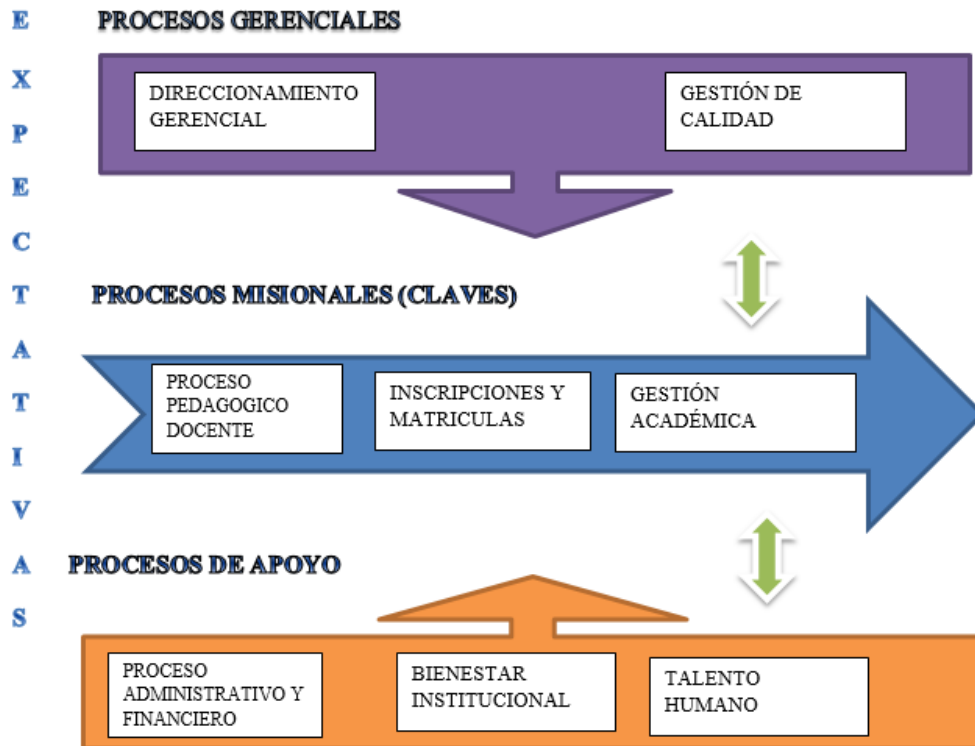 EXPECTATIVAS
PROCESOS GERENCIALES
DIRECCIONAMIENTO
GERENCIAL
GESTIÓN DE
CALIDAD
PROCESOS MISIONALES (CLAVES)
PROCESO
PEDAGOGICO
DOCENTE
INSCRIPCIONES Y
MATRICULAS
GESTIÓN
ACADÉMICA
PROCESOS DE APOYO
PROCESO
ADMINISTRATIVO Y
FINANCIERO
BIENESTAR
INSTITUCIONAL
TALENTO
HUMANO